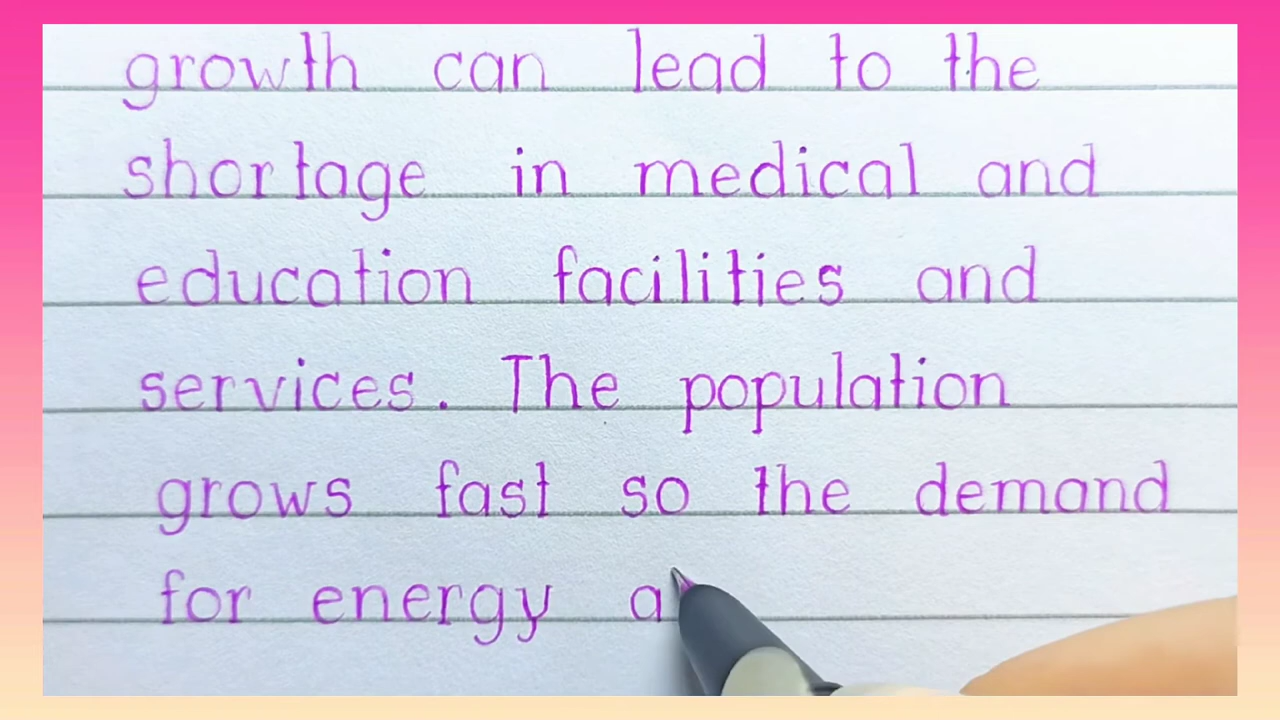 growth can lead to the
shortage in medical and
education facilities and
services. The population
grows fast so the demand
for energy a